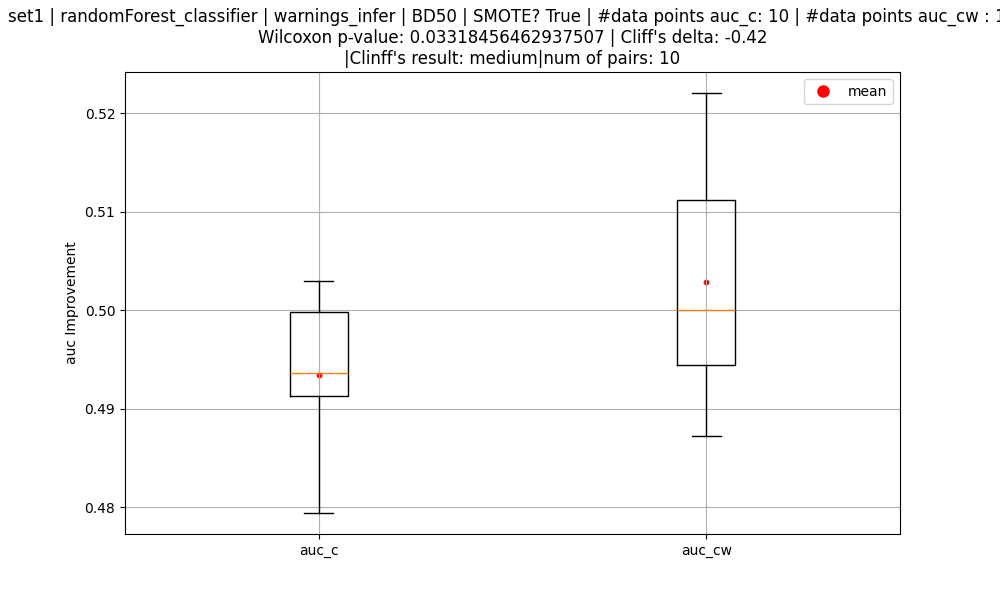 set1 | randomForest_classifier | warnings_infer | BD50 | SMOTE? True | #data points auc_c: 10 | #data points auc_cw : 1
Wilcoxon p-value: 0.03318456462937507 | Cliff's delta: -0.42
|Clinff's result: medium|num of pairs: 10
mean
0.52
0.51
0.50
0.49
0.48
auc Improvement
auc_c
auc_cw